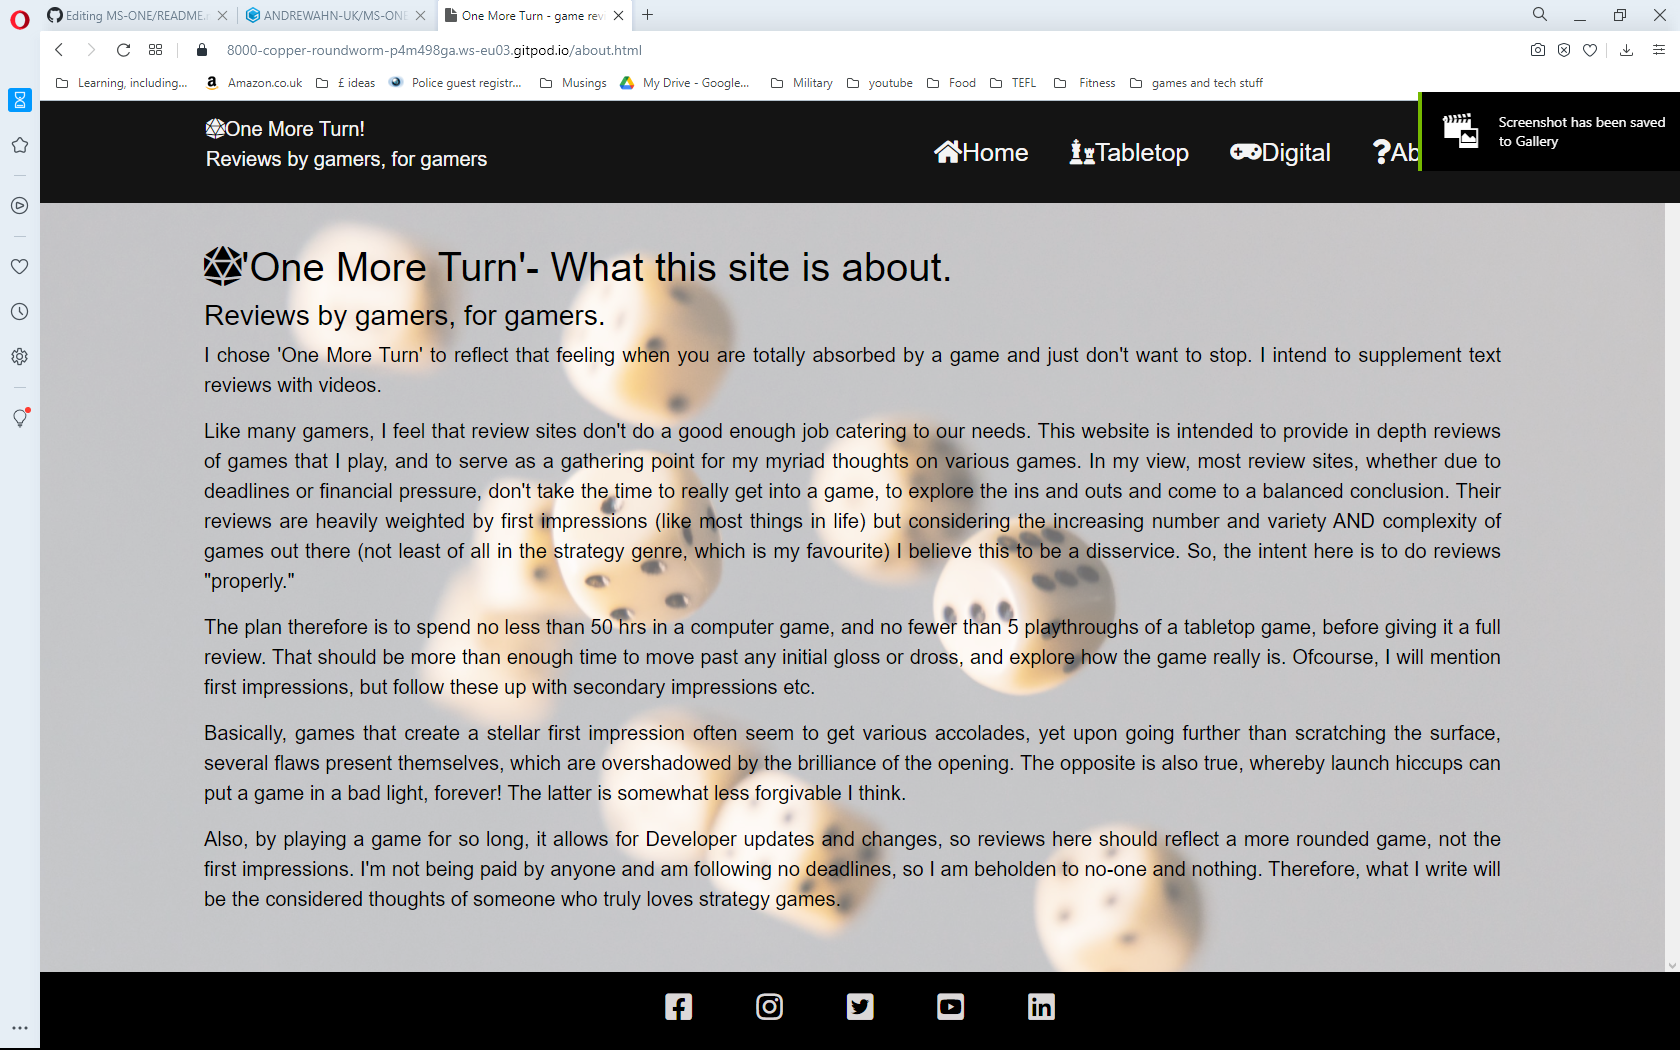 Editing MS-ONE/README.
ANDREWAHN-UK/MS-ONE
One More Turn - game rev
8000-copper-roundworm-p4m498ga.ws-eu03.gitpod.io/about.html
Learning, including...
Amazon.co.uk
£ ideas
Police guest registr...
Musings
My Drive - Google...
Military
youtube
Food
TEFL
Fitness
games and tech stuff
Screenshot has been saved
to Gallery
One More Turn!
Reviews by gamers, for gamers
Home
Tabletop
Digital
?Ab
'One More Turn'- What this site is about.
Reviews by gamers, for gamers.
I chose 'One More Turn' to reflect that feeling when you are totally absorbed by a game and just don't want to stop. I intend to supplement text
reviews with videos.
Like many gamers, I feel that review sites don't do a good enough job catering to our needs. This website is intended to provide in depth reviews
of games that I play, and to serve as a gathering point for my myriad thoughts on various games. In my view, most review sites, whether due to
deadlines or financial pressure, don't take the time to really get into a game, to explore the ins and outs and come to a balanced conclusion. Their
reviews are heavily weighted by first impressions (like most things in life) but considering the increasing number and variety AND complexity of
games out there (not least of all in the strategy genre, which is my favourite) I believe this to be a disservice. So, the intent here is to do reviews
"properly."
The plan therefore is to spend no less than 50 hrs in a computer game, and no fewer than 5 playthroughs of a tabletop game, before giving it a full
review. That should be more than enough time to move past any initial gloss or dross, and explore how the game really is. Ofcourse, I will mention
first impressions, but follow these up with secondary impressions etc.
Basically, games that create a stellar first impression often seem to get various accolades, yet upon going further than scratching the surface,
several flaws present themselves, which are overshadowed by the brilliance of the opening. The opposite is also true, whereby launch hiccups can
put a game in a bad light, forever! The latter is somewhat less forgivable I think.
Also, by playing a game for so long, it allows for Developer updates and changes, so reviews here should reflect a more rounded game, not the
first impressions. I'm not being paid by anyone and am following no deadlines, so I am beholden to no-one and nothing. Therefore, what I write will
be the considered thoughts of someone who truly loves strategy games.